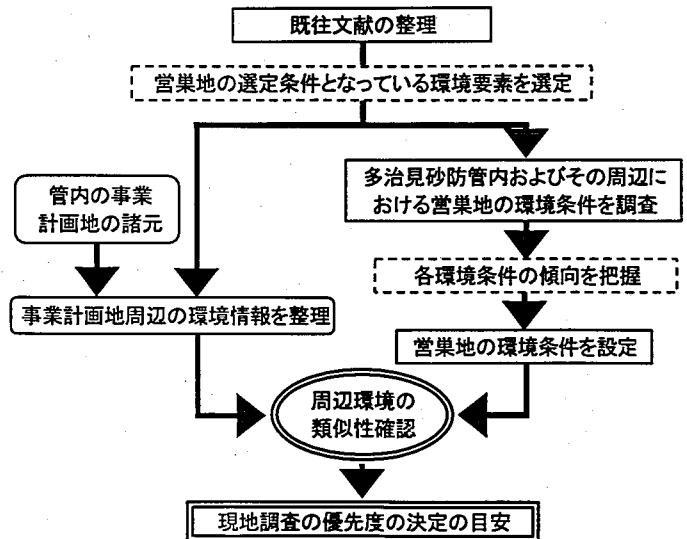 既往文献の整理
営巣地の選定条件となっている環境要素を選定
管内の事業
計画地の諸元
多治見砂防管内およびその周辺に
おける営巣地の環境条件を調査
各環境条件の傾向を把握
事業計画地周辺の環境情報を整理
営巣地の環境条件を設定
周辺環境の
類似性確認
現地調査の優先度の決定の目安